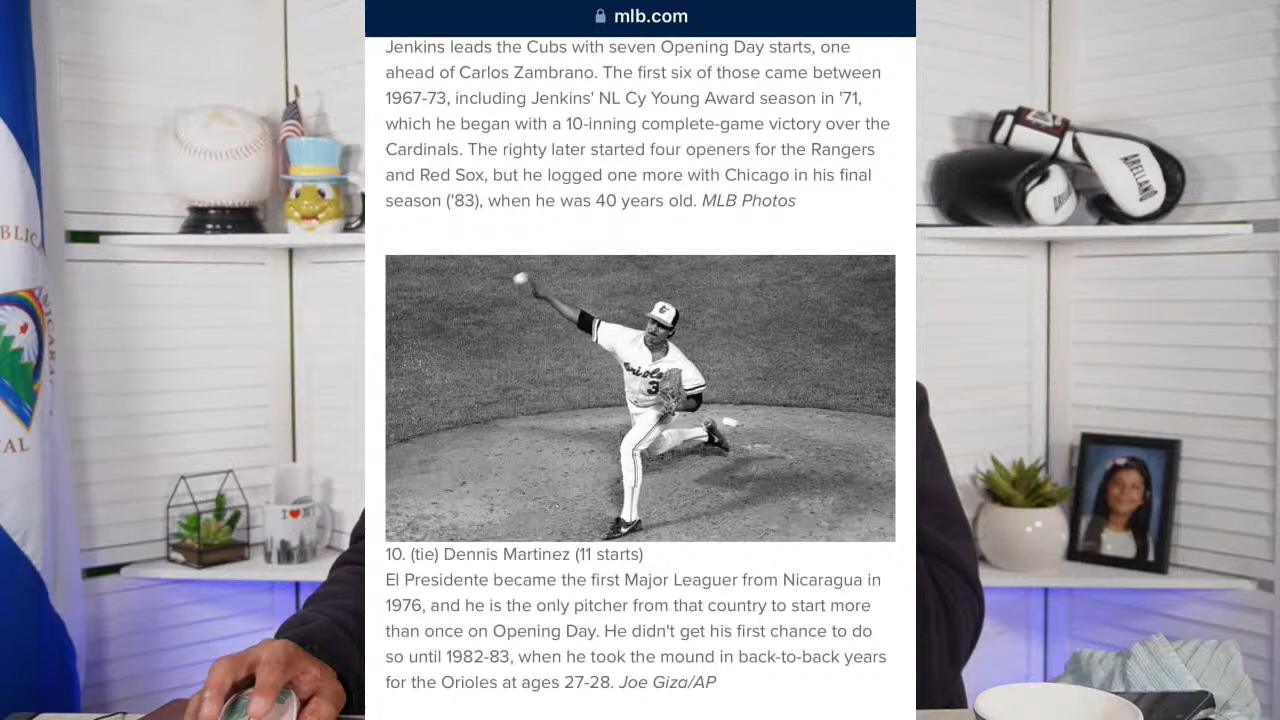 mlb.com
Jenkins leads the Cubs with seven Opening Day starts, one
ahead of Carlos Zambrano. The first six of those came between
1967-73, including Jenkins' NL Cy Young Award season in '71,
which he began with a 10-inning complete-game victory over the
Cardinals. The righty later started four openers for the Rangers
and Red Sox, but he logged one more with Chicago in his final
season ('83), when he was 40 years old. MLB Photos
Orioles
3
10. (tie) Dennis Martinez (11 starts)
El Presidente became the first Major Leaguer from Nicaragua in
1976, and he is the only pitcher from that country to start more
than once on Opening Day. He didn't get his first chance to do
so until 1982-83, when he took the mound in back-to-back years
for the Orioles at ages 27-28. Joe Giza/AP
ARELLANO
I